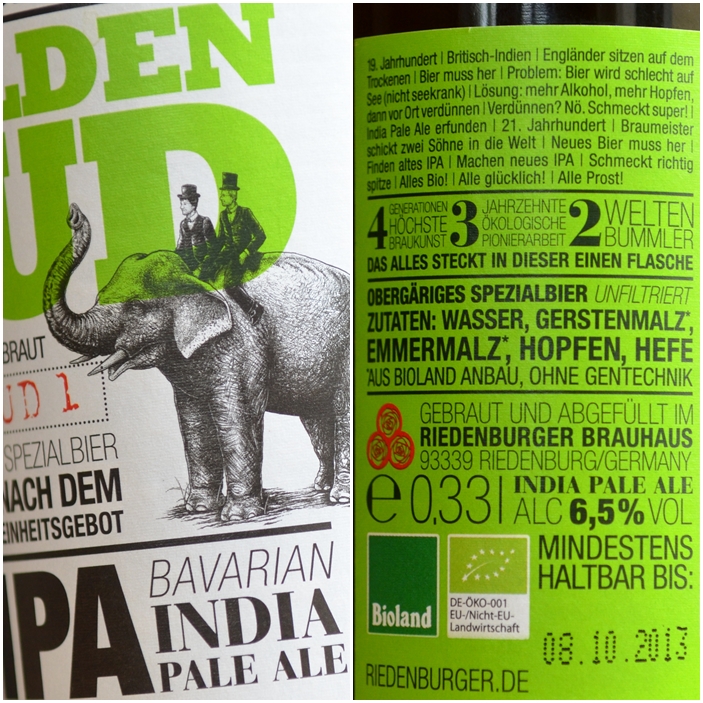 LDEN
UD
BRAUT
UD 1
SPEZIALBIER
NACH DEM
EINHEITSGEBOT
IPA
BAVARIAN
INDIA
PALE ALE
19. Jahrhundert | Britisch-Indien | Engländer sitzen auf dem
Trockenen | Bier muss her | Problem: Bier wird schlecht auf
See (nicht seekrank) | Lösung: mehr Alkohol, mehr Hopfen,
dann vor Ort verdünnen | Verdünnen? Nö. Schmeckt super! |
India Pale Ale erfunden | 21. Jahrhundert | Braumeister
schickt zwei Söhne in die Welt | Neues Bier muss her |
Finden altes IPA | Machen neues IPA | Schmeckt richtig
spitze | Alles Bio! | Alle glücklich! | Alle Prost!
4 GENERATIONEN
HÖCHSTE
BRAUKUNST
3 JAHRZEHNTE
ÖKOLOGISCHE
PIONIERARBEIT
2 WELTEN
BUMMLER
DAS ALLES STECKT IN DIESER EINEN FLASCHE
OBERGÄRIGES SPEZIALBIER UNFILTRIERT
ZUTATEN: WASSER, GERSTENMALZ*,
EMMERMALZ*, HOPFEN, HEFE
*AUS BIOLAND ANBAU, OHNE GENTECHNIK
GEBRAUT UND ABGEFÜLLT IM
RIEDENBURGER BRAUHAUS
93339 RIEDENBURG/GERMANY
e 0,33 l
INDIA PALE ALE
ALC 6,5% VOL
Bioland
DE-ÖKO-001
EU-/Nicht-EU-
Landwirtschaft
MINDESTENS
HALTBAR BIS:
08.10.2013
RIEDENBURGER.DE